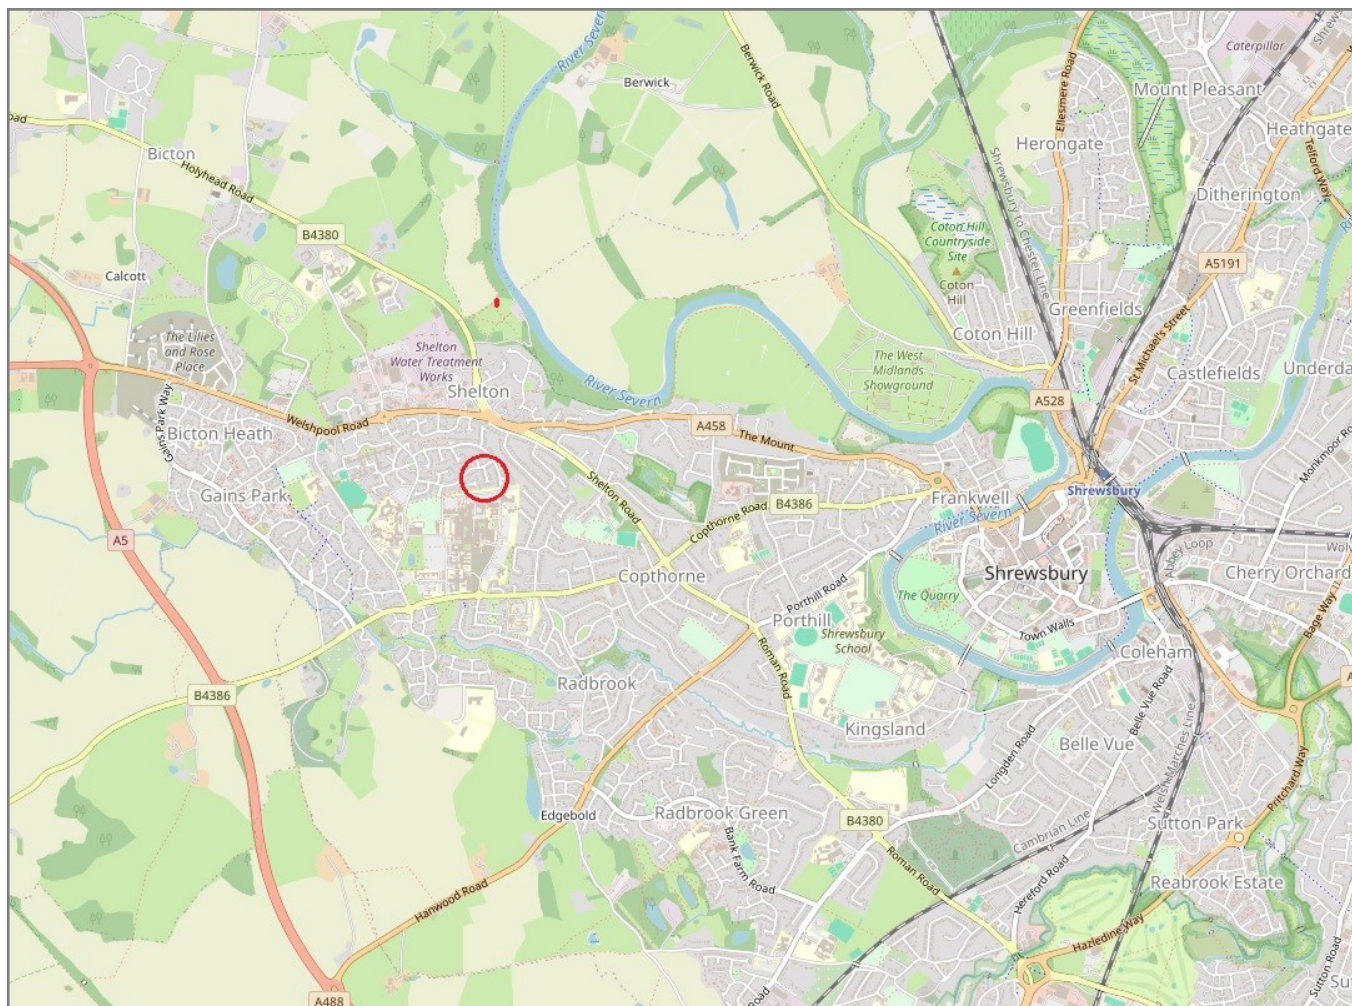 River Severn
Berwick
Berwick Road
Ellesmere Road
Caterpillar
Mount Pleasant
Heathgate
Telford Way
Herongate
Ditherington
Bicton
Holyhead Road
B4380
Shrewsbury to Chester Line
Coton Hill
Countryside
Site
Coton
Hill
A5191
Calcott
Greenfields
St Michael's Street
Coton Hill
The Lilies
and Rose
Place
Shelton
Water Treatment
Works
The West
Midlands
Showground
Castlefields
Shelton
River Severn
A528
Gains Park Way
Welshpool Road
Bicton Heath
A458
The Mount
Gains Park
Shelton Road
B4386
Frankwell
Shrewsbury
River Severn
Copthorne Road
A5
Copthorne
Porthill Road
Shrewsbury
Abbey Loop
Cherry Orchard
The Quarry
Bage Way
Porthill
Shrewsbury
School
Town Walls
Coleham
Roman Road
Radbrook
B4386
Belle Vue Road
Kingsland
Longden Road
Belle Vue
Welsh Marches Line
Pritchard Way
Edgebold
Radbrook Green
B4380
Sutton Park
Bank Farm Road
Cambrian Line
Roman Road
Hereford Road
Reabrook Estate
Hanwood Road
Hazledine Way
Sutton Road
A488
Road